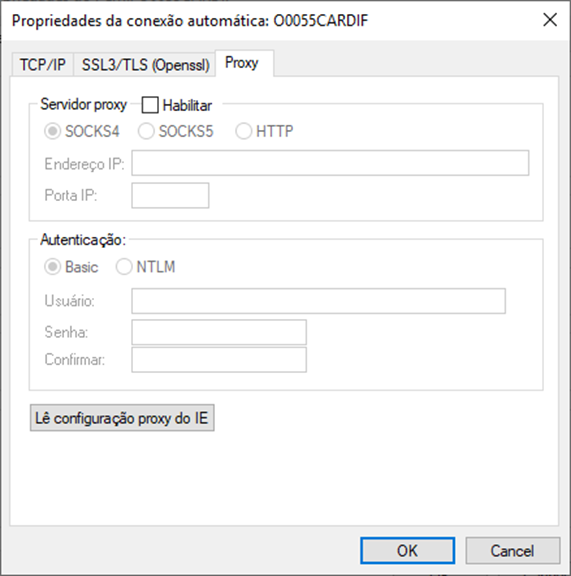 Propriedades da conexão automática: O0055CARDIF
TCP/IP SSL3/TLS (Openssl) Proxy
Servidor proxy Habilitar
SOCKS4 SOCKS5 HTTP
Endereço IP:
Porta IP:
Autenticação:
Basic NTLM
Usuário:
Senha:
Confirmar:
Lê configuração proxy do IE
OK Cancel